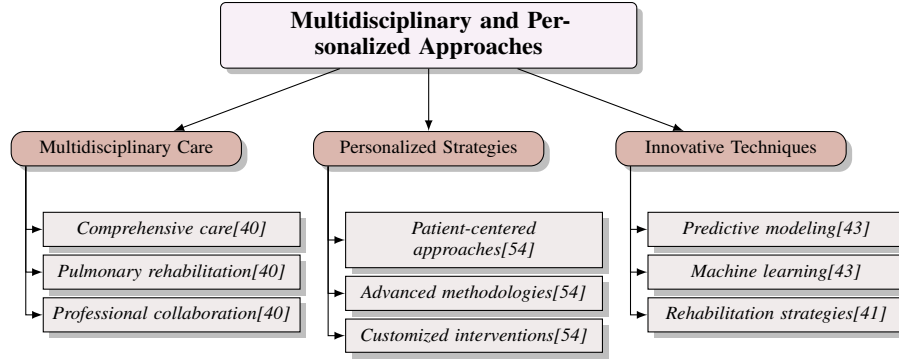 Multidisciplinary and Per-
sonalized Approaches
Multidisciplinary Care
Personalized Strategies
Innovative Techniques
Comprehensive care[40]
Pulmonary rehabilitation[40]
Professional collaboration[40]
Patient-centered
approaches[54]
Advanced methodologies[54]
Customized interventions[54]
Predictive modeling[43]
Machine learning[43]
Rehabilitation strategies[41]